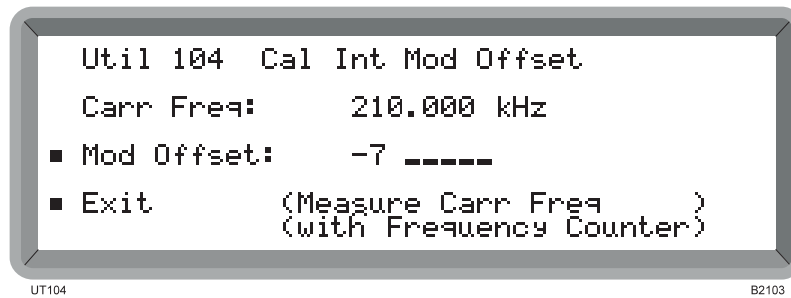 Util 104 Cal Int Mod Offset
Carr Freq: 210.000 kHz
▪ Mod Offset: -7 _____
▪ Exit (Measure Carr Freq )
(with Frequency Counter)
UT104 B2103